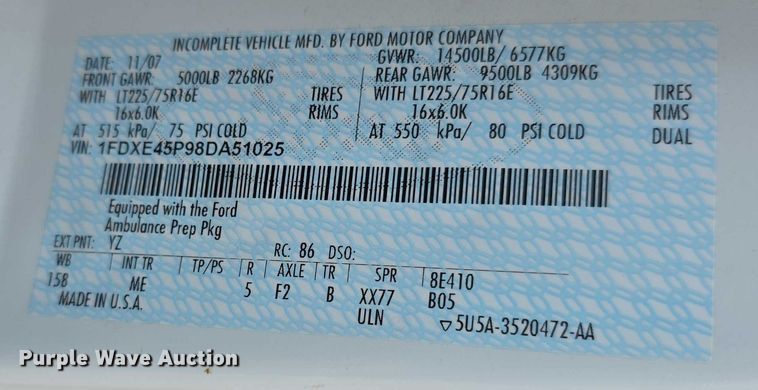 INCOMPLETE VEHICLE MFD. BY FORD MOTOR COMPANY
DATE: 11/07 GVWR: 14500LB/ 6577KG
FRONT GAWR: 5000LB 2268KG REAR GAWR: 9500LB 4309KG
WITH LT225/75R16E TIRES WITH LT225/75R16E TIRES
16x6.0K RIMS 16x6.0K RIMS
AT 515 kPa/ 75 PSI COLD AT 550 kPa/ 80 PSI COLD DUAL
VIN: 1FDXE45P98DA51025
Equipped with the Ford
Ambulance Prep Pkg
EXT PNT: YZ RC: 86 DSO:
WB INT TR TP/PS R AXLE TR SPR 8E410
158 ME 5 F2 B XX77 B05
MADE IN U.S.A. ULN ▽5U5A-3520472-AA
Purple Wave Auction